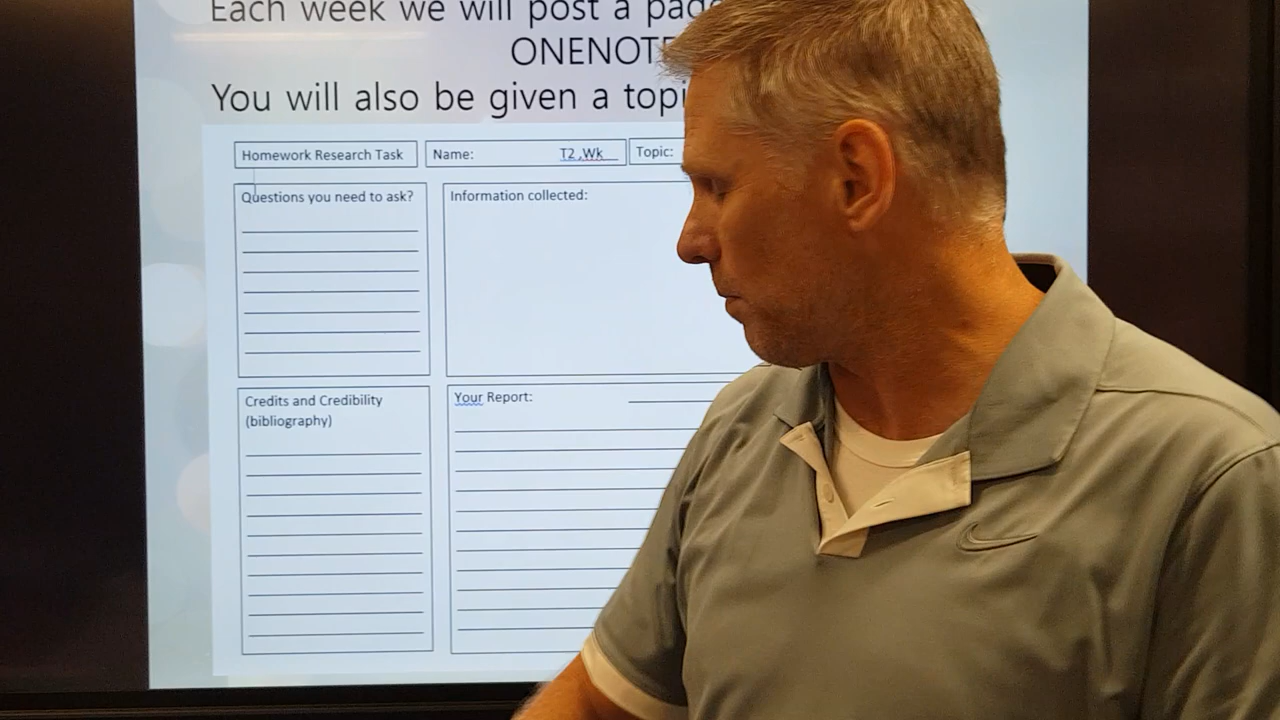 Each week we will post a page
ONENOTE
You will also be given a topi
Homework Research Task
Name: T2 ,Wk__
Topic:
Questions you need to ask?
Information collected:
Credits and Credibility
(bibliography)
Your Report: